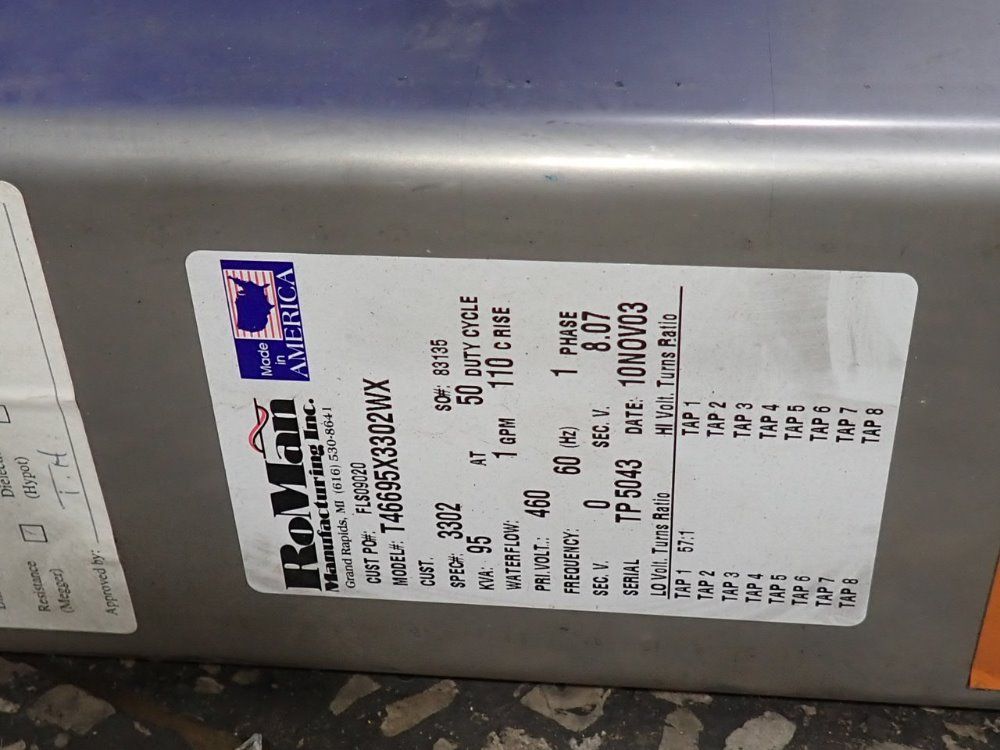 Dielec
(Hypot)
Resistance
(Megger)
Approved by:
RoMan
Manufacturing Inc.
Grand Rapids, MI (616) 530-8641
Made
in
AMERICA
CUST PO#: FLS09020
MODEL#: T46695X3302WX
CUST.
SPEC#: 3302 SO#: 83135
KVA: 95 AT 50 DUTY CYCLE
WATERFLOW: 1 GPM 110 C RISE
PRI.VOLT.: 460
FREQUENCY: 60 (Hz) 1 PHASE
SEC. V. 0 SEC. V. 8.07
SERIAL TP 5043 DATE: 10NOV03
LO Volt. Turns Ratio HI Volt. Turns Ratio
TAP 1 57:1 TAP 1
TAP 2 TAP 2
TAP 3 TAP 3
TAP 4 TAP 4
TAP 5 TAP 5
TAP 6 TAP 6
TAP 7 TAP 7
TAP 8 TAP 8